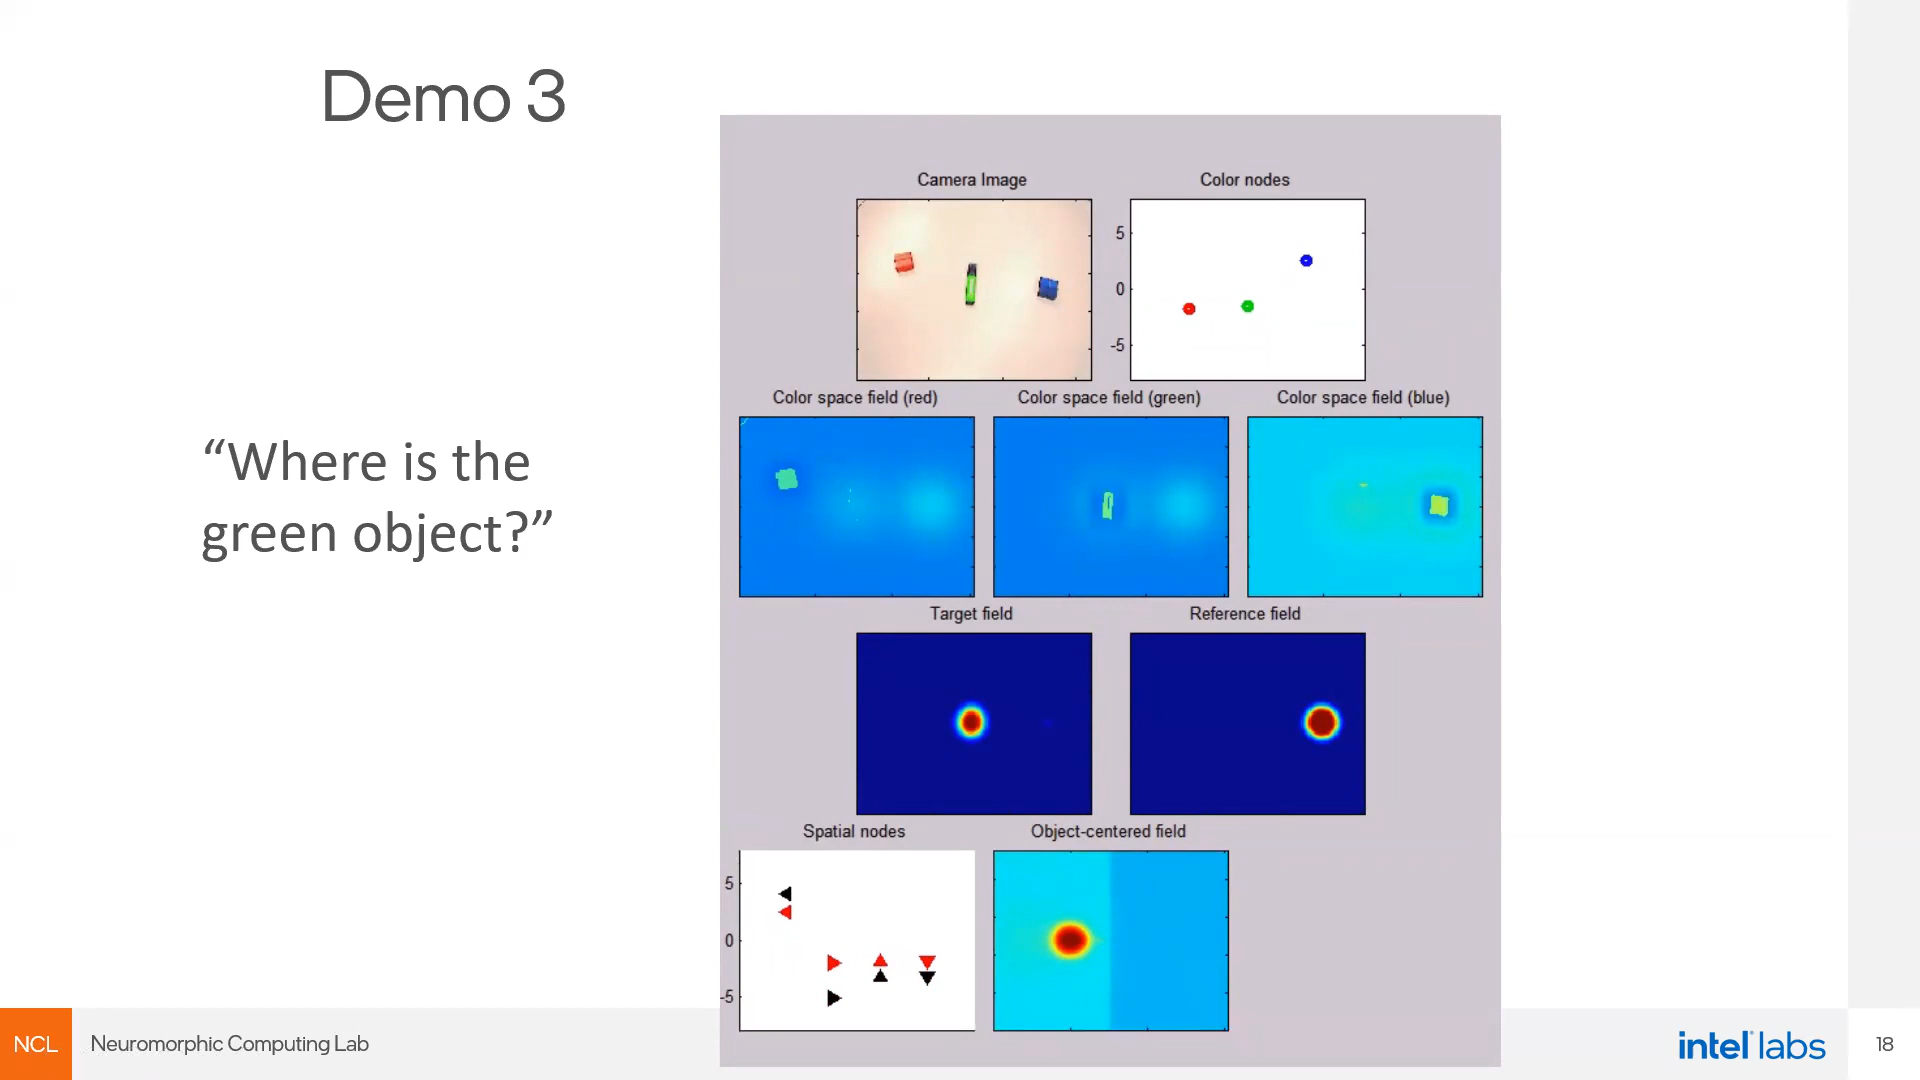 Demo 3
“Where is the
green object?”
Camera Image
Color nodes
5
0
-5
Color space field (red)
Color space field (green)
Color space field (blue)
Target field
Reference field
Spatial nodes
Object-centered field
5
0
-5
NCL
Neuromorphic Computing Lab
intel labs
18